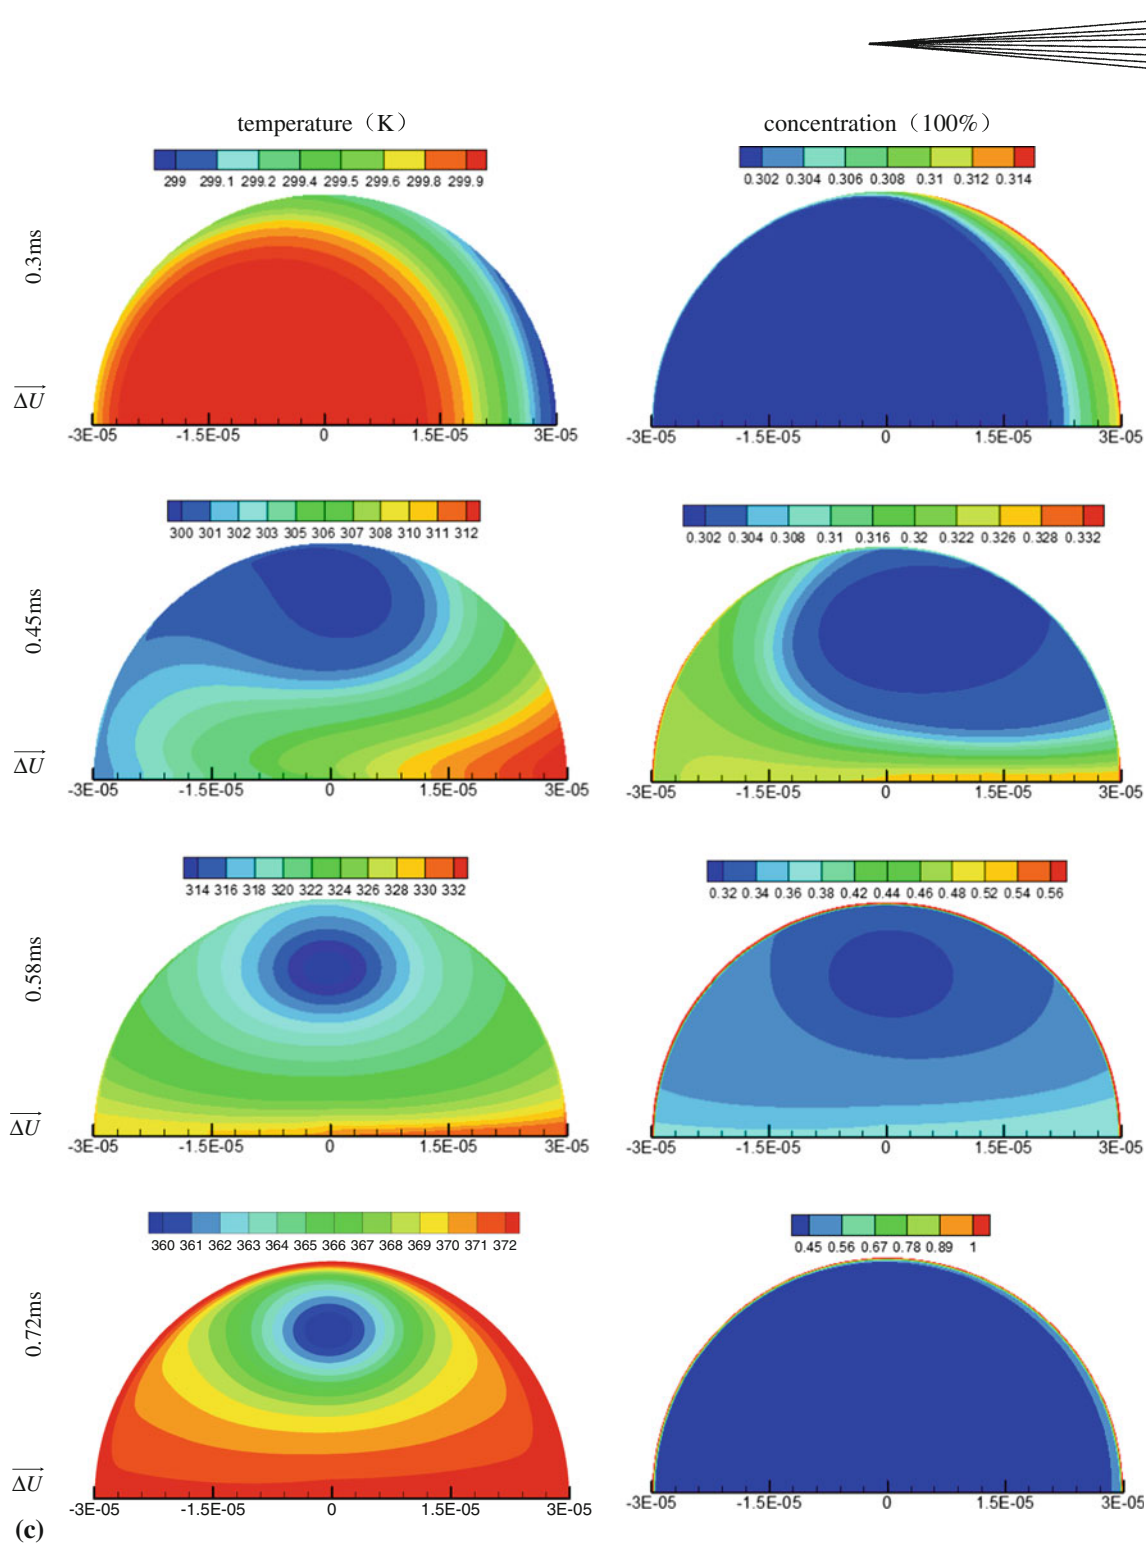 temperature（K）
concentration（100%）
299 299.1 299.2 299.4 299.5 299.6 299.8 299.9
0.302 0.304 0.306 0.308 0.31 0.312 0.314
0.3ms
ΔU
-3E-05 -1.5E-05 0 1.5E-05 3E-05
-3E-05 -1.5E-05 0 1.5E-05 3E-05
300 301 302 303 305 306 307 308 310 311 312
0.302 0.304 0.308 0.31 0.316 0.32 0.322 0.326 0.328 0.332
0.45ms
ΔU
-3E-05 -1.5E-05 0 1.5E-05 3E-05
-3E-05 -1.5E-05 0 1.5E-05 3E-05
314 316 318 320 322 324 326 328 330 332
0.32 0.34 0.36 0.38 0.42 0.44 0.46 0.48 0.52 0.54 0.56
0.58ms
ΔU
-3E-05 -1.5E-05 0 1.5E-05 3E-05
-3E-05 -1.5E-05 0 1.5E-05 3E-05
360 361 362 363 364 365 366 367 368 369 370 371 372
0.45 0.56 0.67 0.78 0.89 1
0.72ms
ΔU
-3E-05 -1.5E-05 0 1.5E-05 3E-05
-3E-05 -1.5E-05 0 1.5E-05 3E-05
(c)